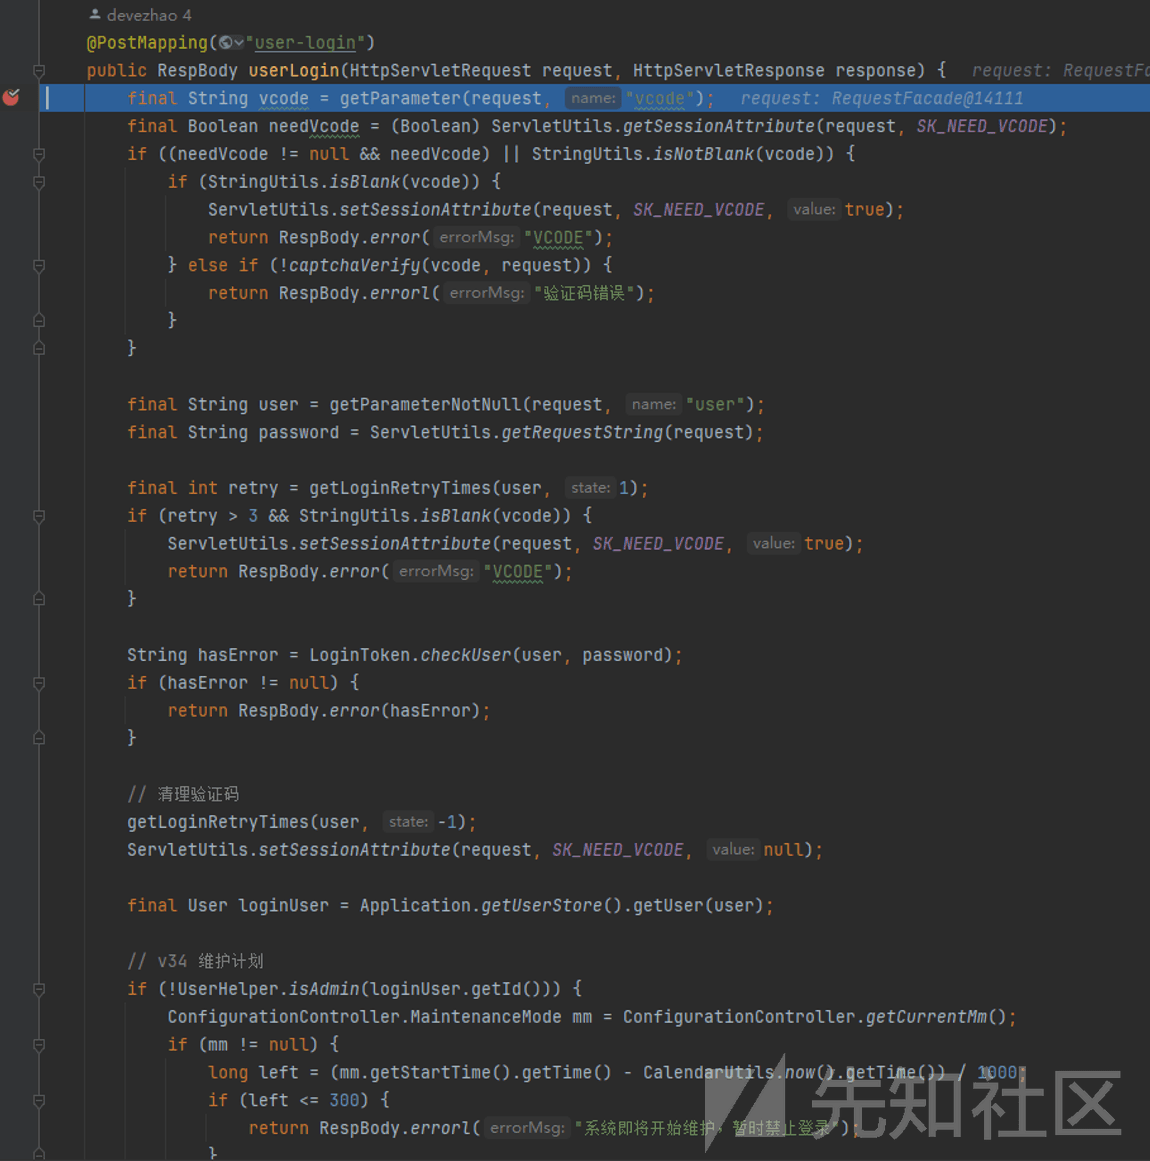 devezhao 4
@PostMapping("user-login")
public RespBody userLogin(HttpServletRequest request, HttpServletResponse response) {   request: RequestFa
final String vcode = getParameter(request, name: "vcode");   request: RequestFacade@14111
final Boolean needVcode = (Boolean) ServletUtils.getSessionAttribute(request, SK_NEED_VCODE);
if ((needVcode != null && needVcode) || StringUtils.isNotBlank(vcode)) {
if (StringUtils.isBlank(vcode)) {
ServletUtils.setSessionAttribute(request, SK_NEED_VCODE, value: true);
return RespBody.error( errorMsg: "VCODE");
} else if (!captchaVerify(vcode, request)) {
return RespBody.errorl( errorMsg: "验证码错误");
}
}
final String user = getParameterNotNull(request, name: "user");
final String password = ServletUtils.getRequestString(request);
final int retry = getLoginRetryTimes(user, state: 1);
if (retry > 3 && StringUtils.isBlank(vcode)) {
ServletUtils.setSessionAttribute(request, SK_NEED_VCODE, value: true);
return RespBody.error( errorMsg: "VCODE");
}
String hasError = LoginToken.checkUser(user, password);
if (hasError != null) {
return RespBody.error(hasError);
}
// 清理验证码
getLoginRetryTimes(user, state: -1);
ServletUtils.setSessionAttribute(request, SK_NEED_VCODE, value: null);
final User loginUser = Application.getUserStore().getUser(user);
// v34 维护计划
if (!UserHelper.isAdmin(loginUser.getId())) {
ConfigurationController.MaintenanceMode mm = ConfigurationController.getCurrentMm();
if (mm != null) {
long left = (mm.getStartTime().getTime() - CalendarUtils.now().getTime()) / 1000;
if (left <= 300) {
return RespBody.errorl( errorMsg: "系统即将开始维护，暂时禁止登录");
}
先知社区